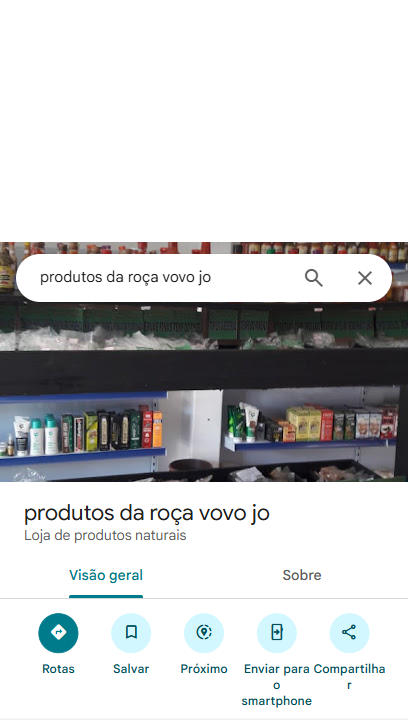 produtos da roça vovo jo
produtos da roça vovo jo
Loja de produtos naturais
Visão geral
Sobre
Rotas
Salvar
Próximo
Enviar para
o
smartphone
Compartilha
r